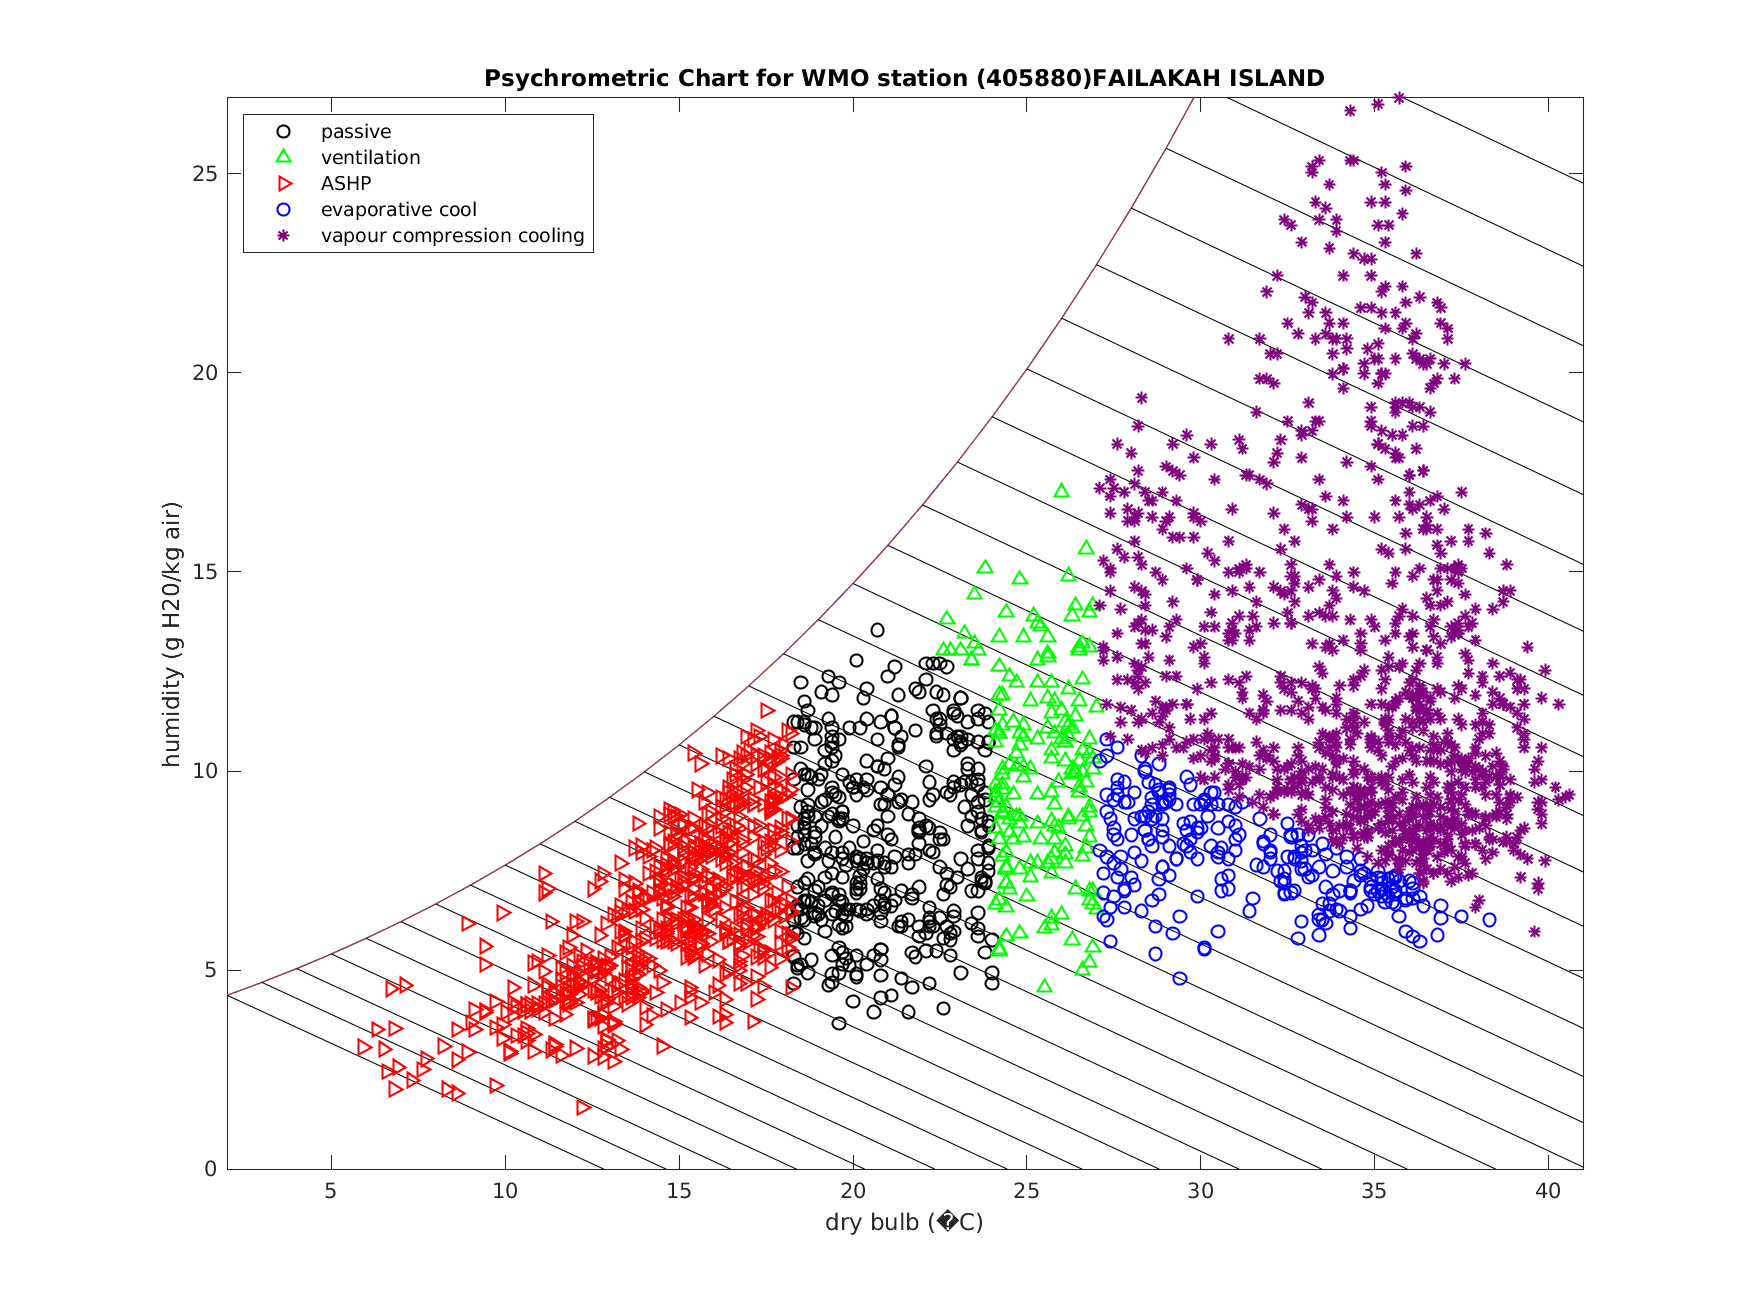 Psychrometric Chart for WMO station (405880)FAILAKAH ISLAND
passive
ventilation
ASHP
evaporative cool
vapour compression cooling
25
20
15
10
5
0
humidity (g H20/kg air)
5 10 15 20 25 30 35 40
dry bulb (�C)